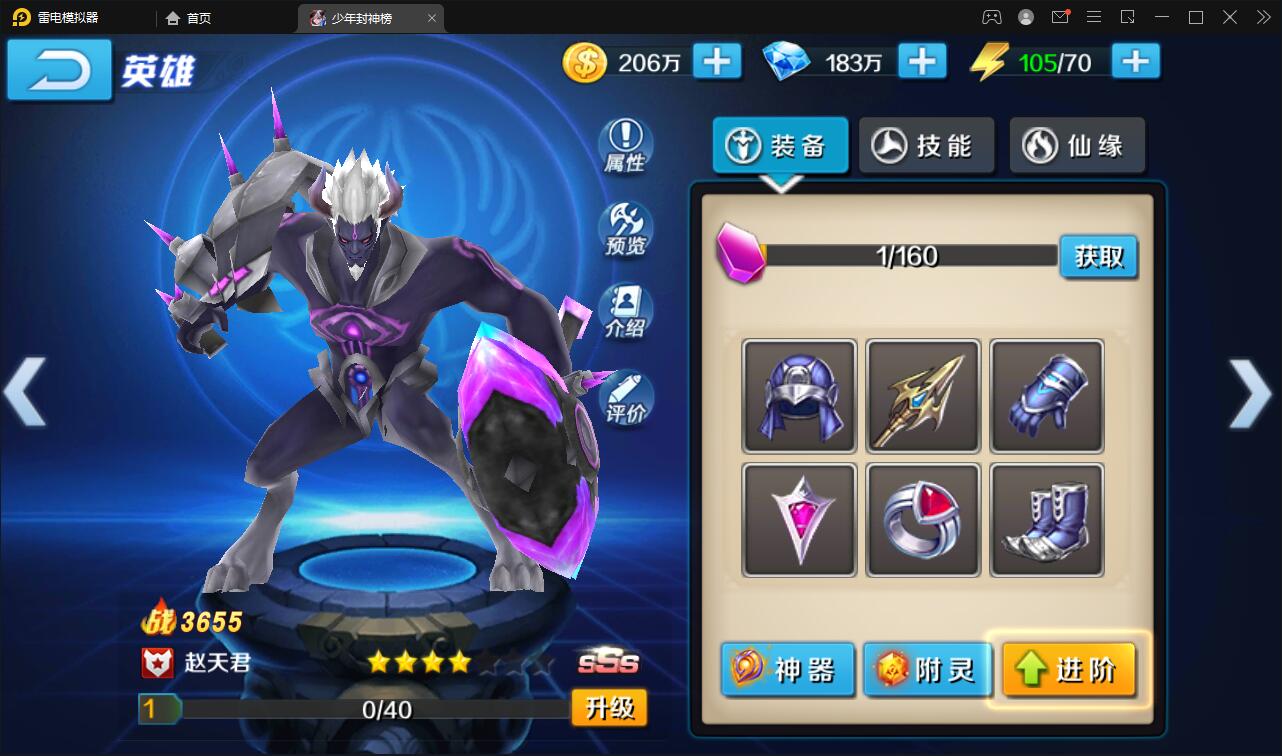 雷电模拟器
首页
少年封神榜
英雄
206万
183万
105/70
属性
预览
介绍
评价
装备
技能
仙缘
1/160
获取
战3655
赵天君
SSS
1
0/40
升级
神器
附灵
进阶